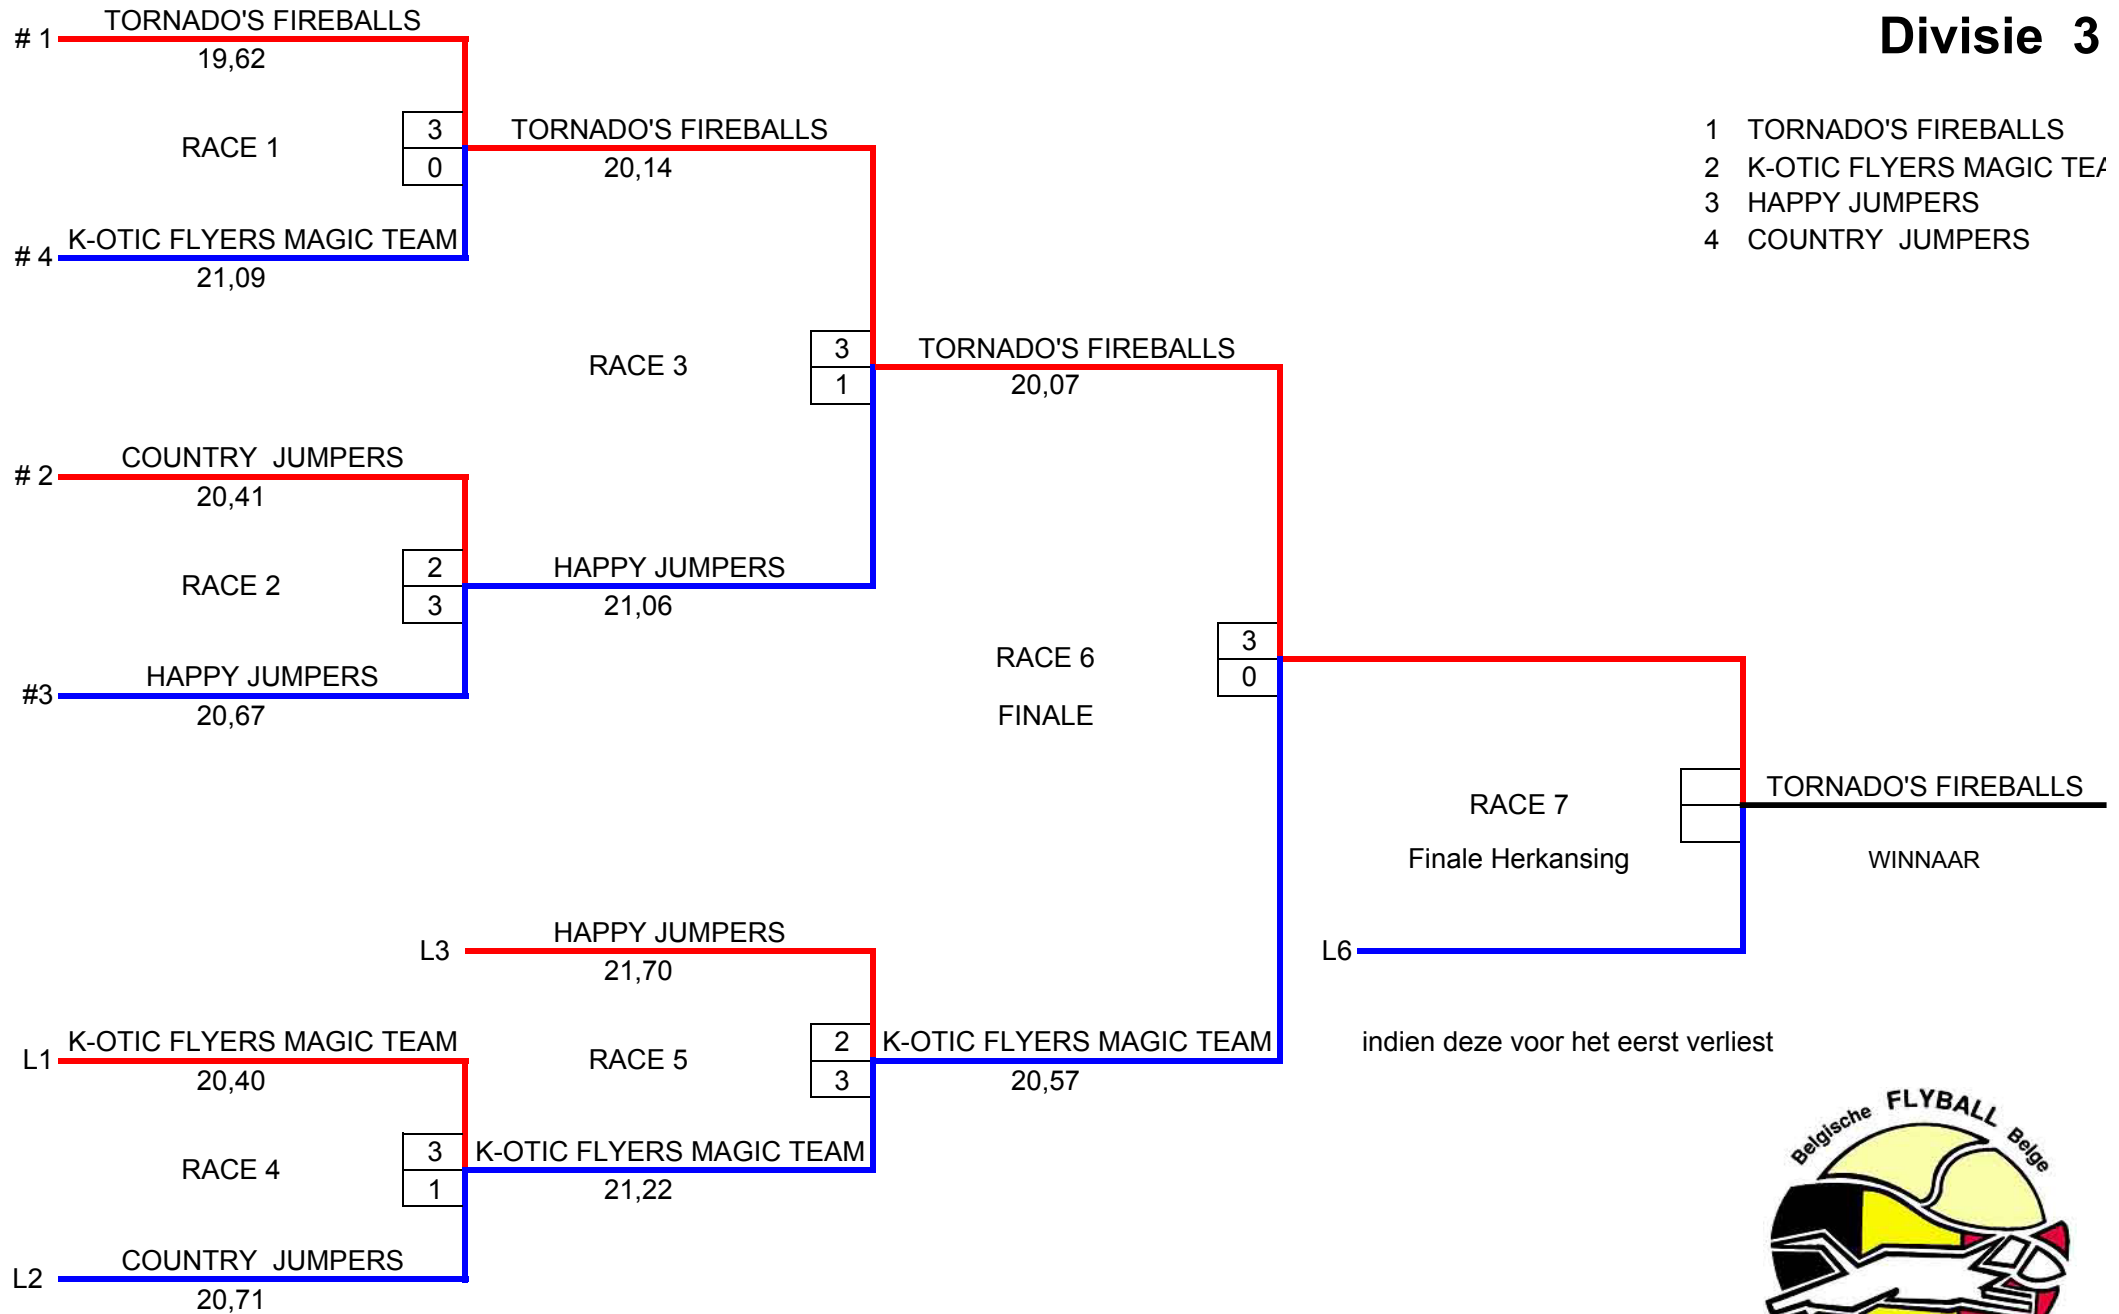 Divisie 3
# 1 TORNADO'S FIREBALLS
19,62
RACE 1
3
0
# 4 K-OTIC FLYERS MAGIC TEAM
21,09
TORNADO'S FIREBALLS
20,14
1 TORNADO'S FIREBALLS
2 K-OTIC FLYERS MAGIC TEA
3 HAPPY JUMPERS
4 COUNTRY JUMPERS
RACE 3
3
1
TORNADO'S FIREBALLS
20,07
# 2 COUNTRY JUMPERS
20,41
RACE 2
2
3
#3 HAPPY JUMPERS
20,67
HAPPY JUMPERS
21,06
RACE 6
FINALE
3
0
RACE 7
Finale Herkansing
TORNADO'S FIREBALLS
WINNAAR
L3 HAPPY JUMPERS
21,70
L6
RACE 5
2
3
K-OTIC FLYERS MAGIC TEAM
20,57
indien deze voor het eerst verliest
L1 K-OTIC FLYERS MAGIC TEAM
20,40
RACE 4
3
1
K-OTIC FLYERS MAGIC TEAM
21,22
L2 COUNTRY JUMPERS
20,71
Belgische FLYBALL Belge